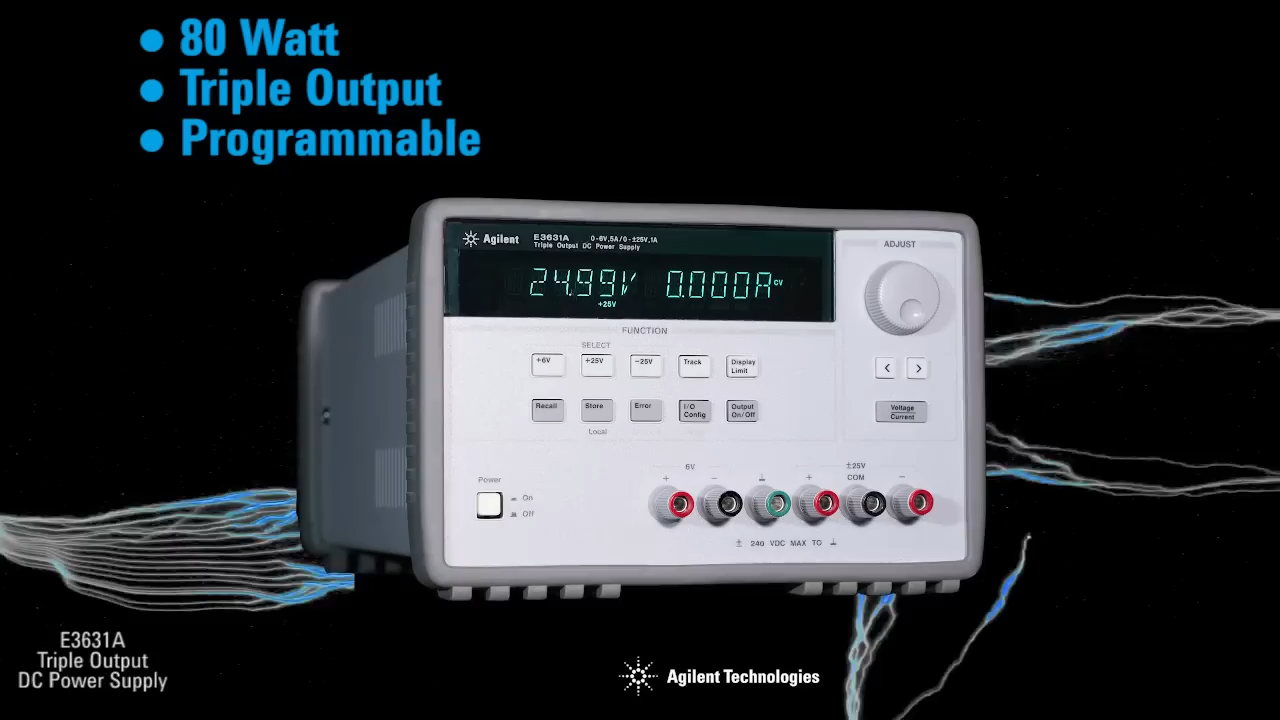 80 Watt
Triple Output
Programmable
Agilent
E3631A 0-6V,5A/0-±25V,1A
Triple Output DC Power Supply
24.99V 0.000A CV
+25V
ADJUST
FUNCTION
SELECT
+6V +25V -25V Track Display Limit
Recall Store Error I/O Config Output On/Off
Local
Voltage
Current
Power
On
Off
6V
±25V
+ - ⏚ + COM -
± 240 VDC MAX TO ⏚
E3631A
Triple Output
DC Power Supply
Agilent Technologies